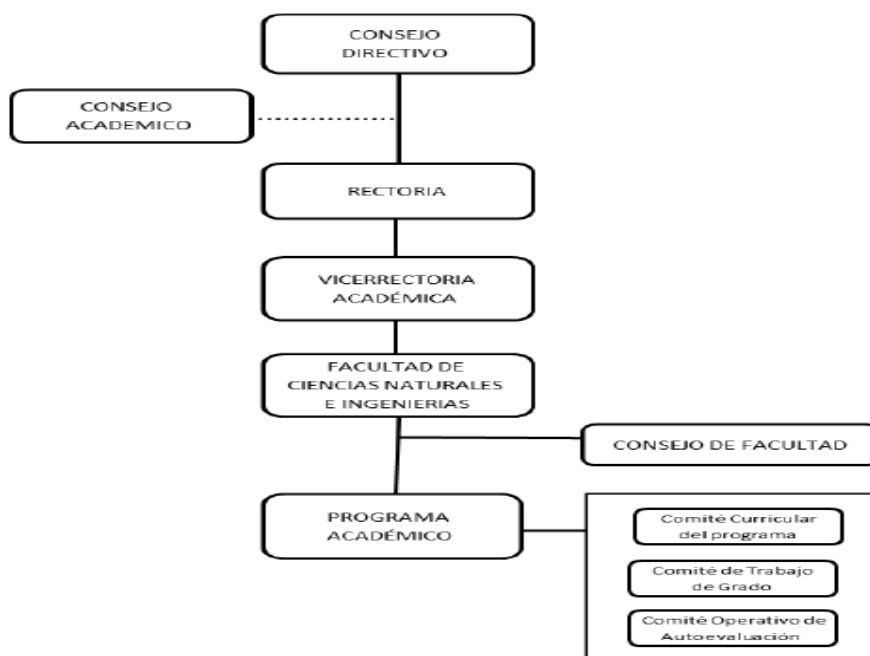 CONSEJO
DIRECTIVO
CONSEJO
ACADEMICO
RECTORIA
VICERRECTORIA
ACADÉMICA
FACULTAD DE
CIENCIAS NATURALES
E INGENIERIAS
CONSEJO DE FACULTAD
PROGRAMA
ACADÉMICO
Comité Curricular
del programa
Comité de Trabajo
de Grado
Comité Operativo de
Autoevaluación